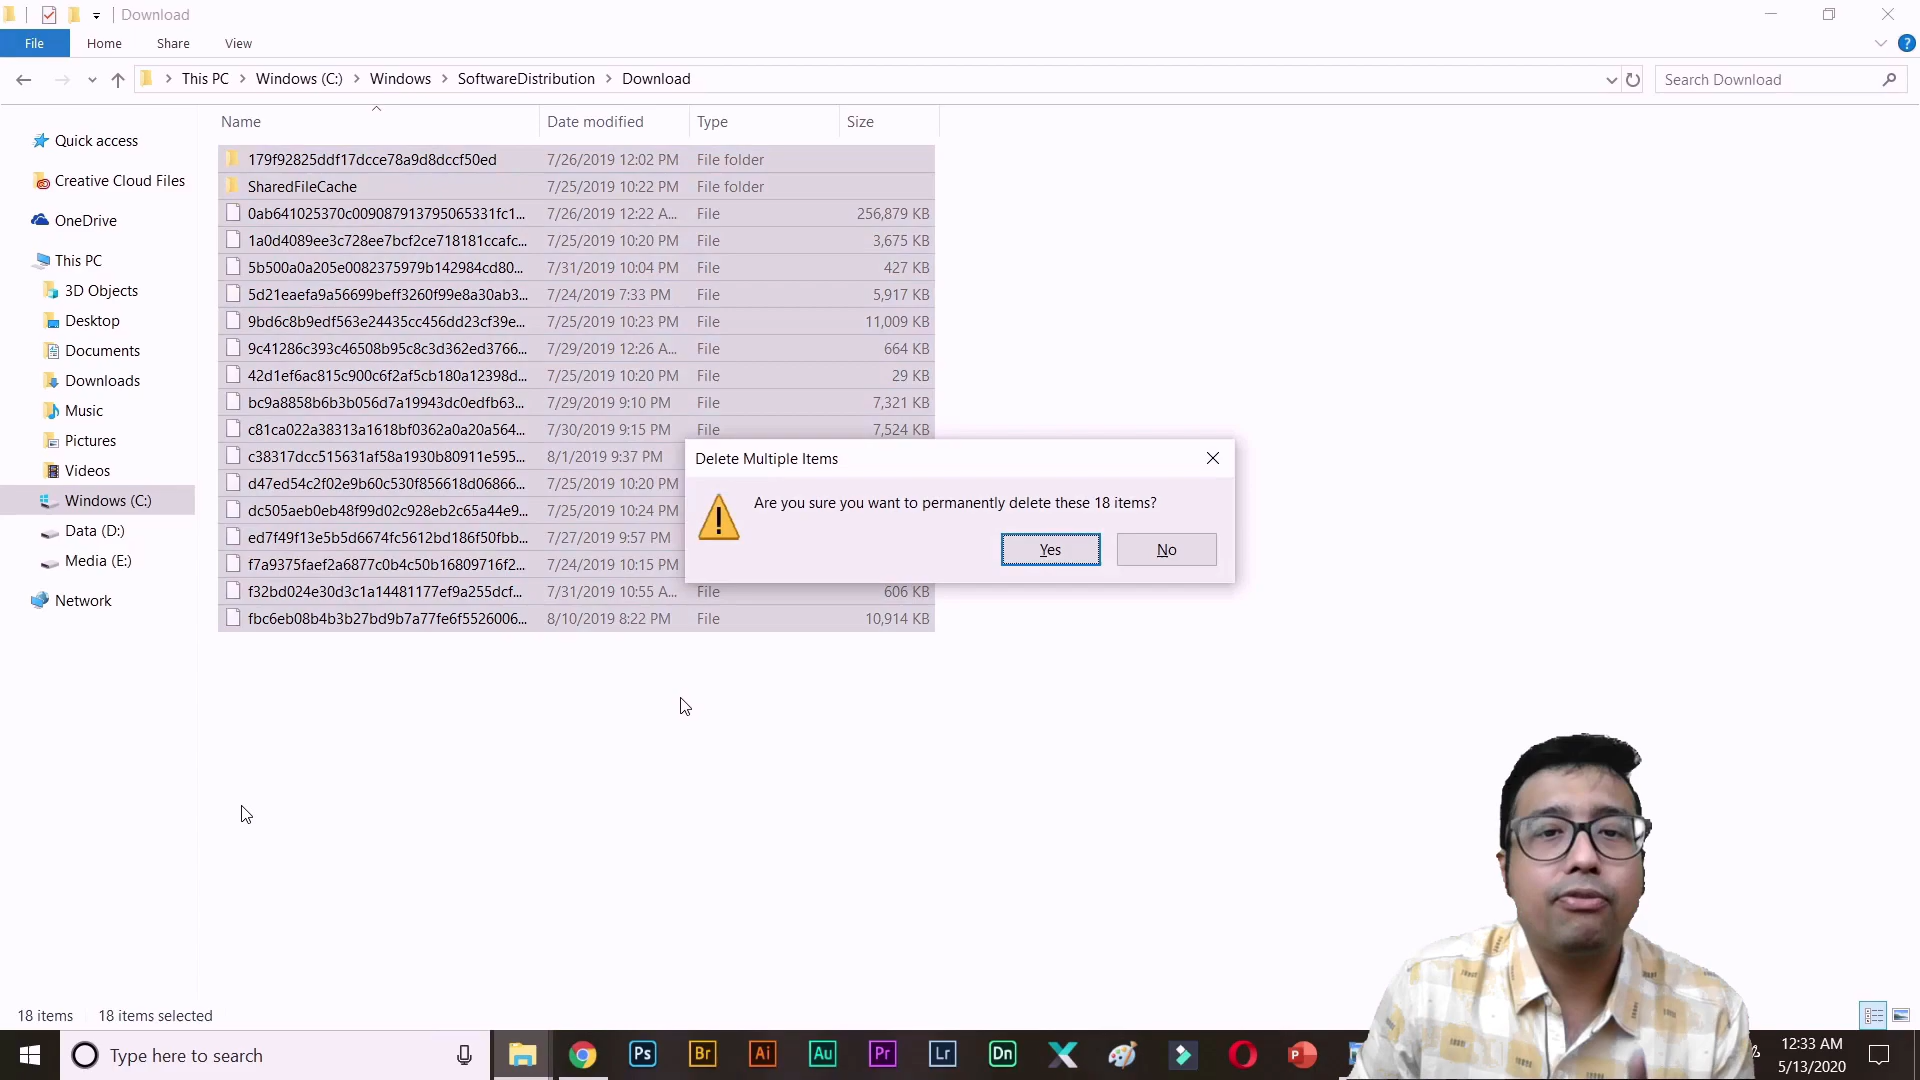 Download
File
Home
Share
View
This PC
Windows (C:)
Windows
SoftwareDistribution
Download
Search Download
Name
Date modified
Type
Size
Quick access
Creative Cloud Files
OneDrive
This PC
3D Objects
Desktop
Documents
Downloads
Music
Pictures
Videos
Windows (C:)
Data (D:)
Media (E:)
Network
179f92825ddf17dcce78a9d8dccf50ed 7/26/2019 12:02 PM File folder
SharedFileCache 7/25/2019 10:22 PM File folder
0ab641025370c009087913795065331fc1... 7/26/2019 12:22 A... File 256,879 KB
1a0d4089ee3c728ee7bcf2ce718181ccafc... 7/25/2019 10:20 PM File 3,675 KB
5b500a0a205e0082375979b142984cd80... 7/31/2019 10:04 PM File 427 KB
5d21eaefa9a56699beff3260f99e8a30ab3... 7/24/2019 7:33 PM File 5,917 KB
9bd6c8b9edf563e24435cc456dd23cf39e... 7/25/2019 10:23 PM File 11,009 KB
9c41286c393c46508b95c8c3d362ed3766... 7/29/2019 12:26 A... File 664 KB
42d1ef6ac815c900c6f2af5cb180a12398d... 7/25/2019 10:20 PM File 29 KB
bc9a8858b6b3b056d7a19943dc0edfb63... 7/29/2019 9:10 PM File 7,321 KB
c81ca022a38313a1618bf0362a0a20a564... 7/30/2019 9:15 PM File 7,524 KB
c38317dcc515631af58a1930b80911e595... 8/1/2019 9:37 PM
d47ed54c2f02e9b60c530f856618d06866... 7/25/2019 10:20 PM
dc505aeb0eb48f99d02c928eb2c65a44e9... 7/25/2019 10:24 PM
ed7f49f13e5b5d6674fc5612bd186f50fbb... 7/27/2019 9:57 PM
f7a9375faef2a6877c0b4c50b16809716f2... 7/24/2019 10:15 PM
f32bd024e30d3c1a14481177ef9a255dcf... 7/31/2019 10:55 A... File 606 KB
fbc6eb08b4b3b27bd9b7a77fe6f5526006... 8/10/2019 8:22 PM File 10,914 KB
Delete Multiple Items
Are you sure you want to permanently delete these 18 items?
Yes
No
18 items
18 items selected
Type here to search
Ps
Br
Ai
Au
Pr
Lr
Dn
12:33 AM
5/13/2020